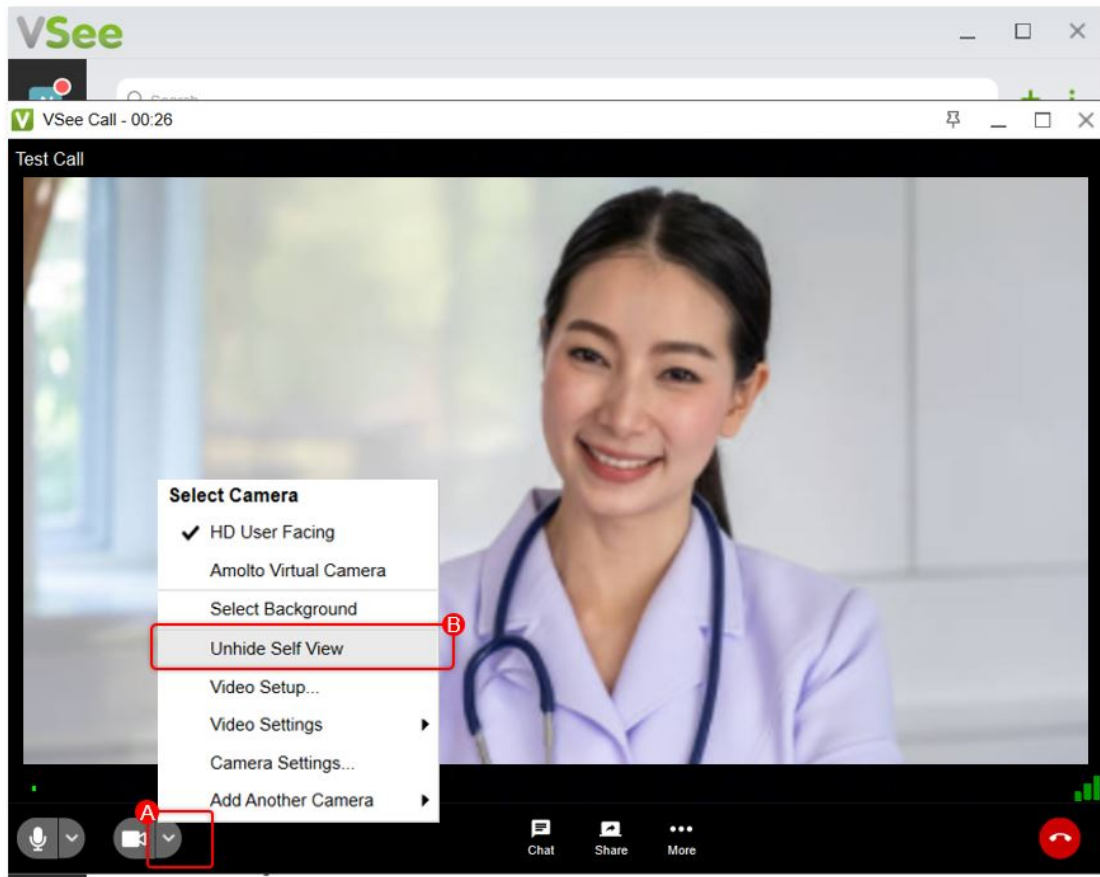 VSee
Search
V VSee Call - 00:26
Test Call
Select Camera
HD User Facing
Amolto Virtual Camera
Select Background
B
Unhide Self View
Video Setup...
Video Settings
Camera Settings...
Add Another Camera
A
Chat Share More